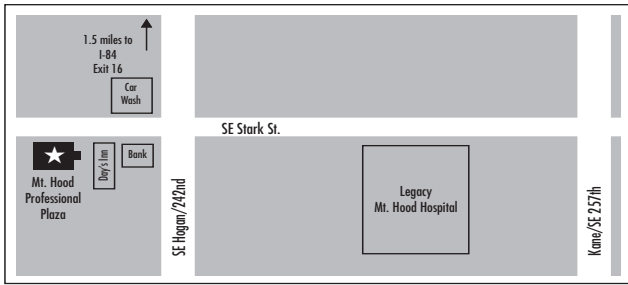 1.5 miles to
I-84
Exit 16
Car
Wash
SE Stark St.
Mt. Hood
Professional
Plaza
Day's Inn
Bank
SE Hogan/242nd
Legacy
Mt. Hood Hospital
Kane/SE 257th